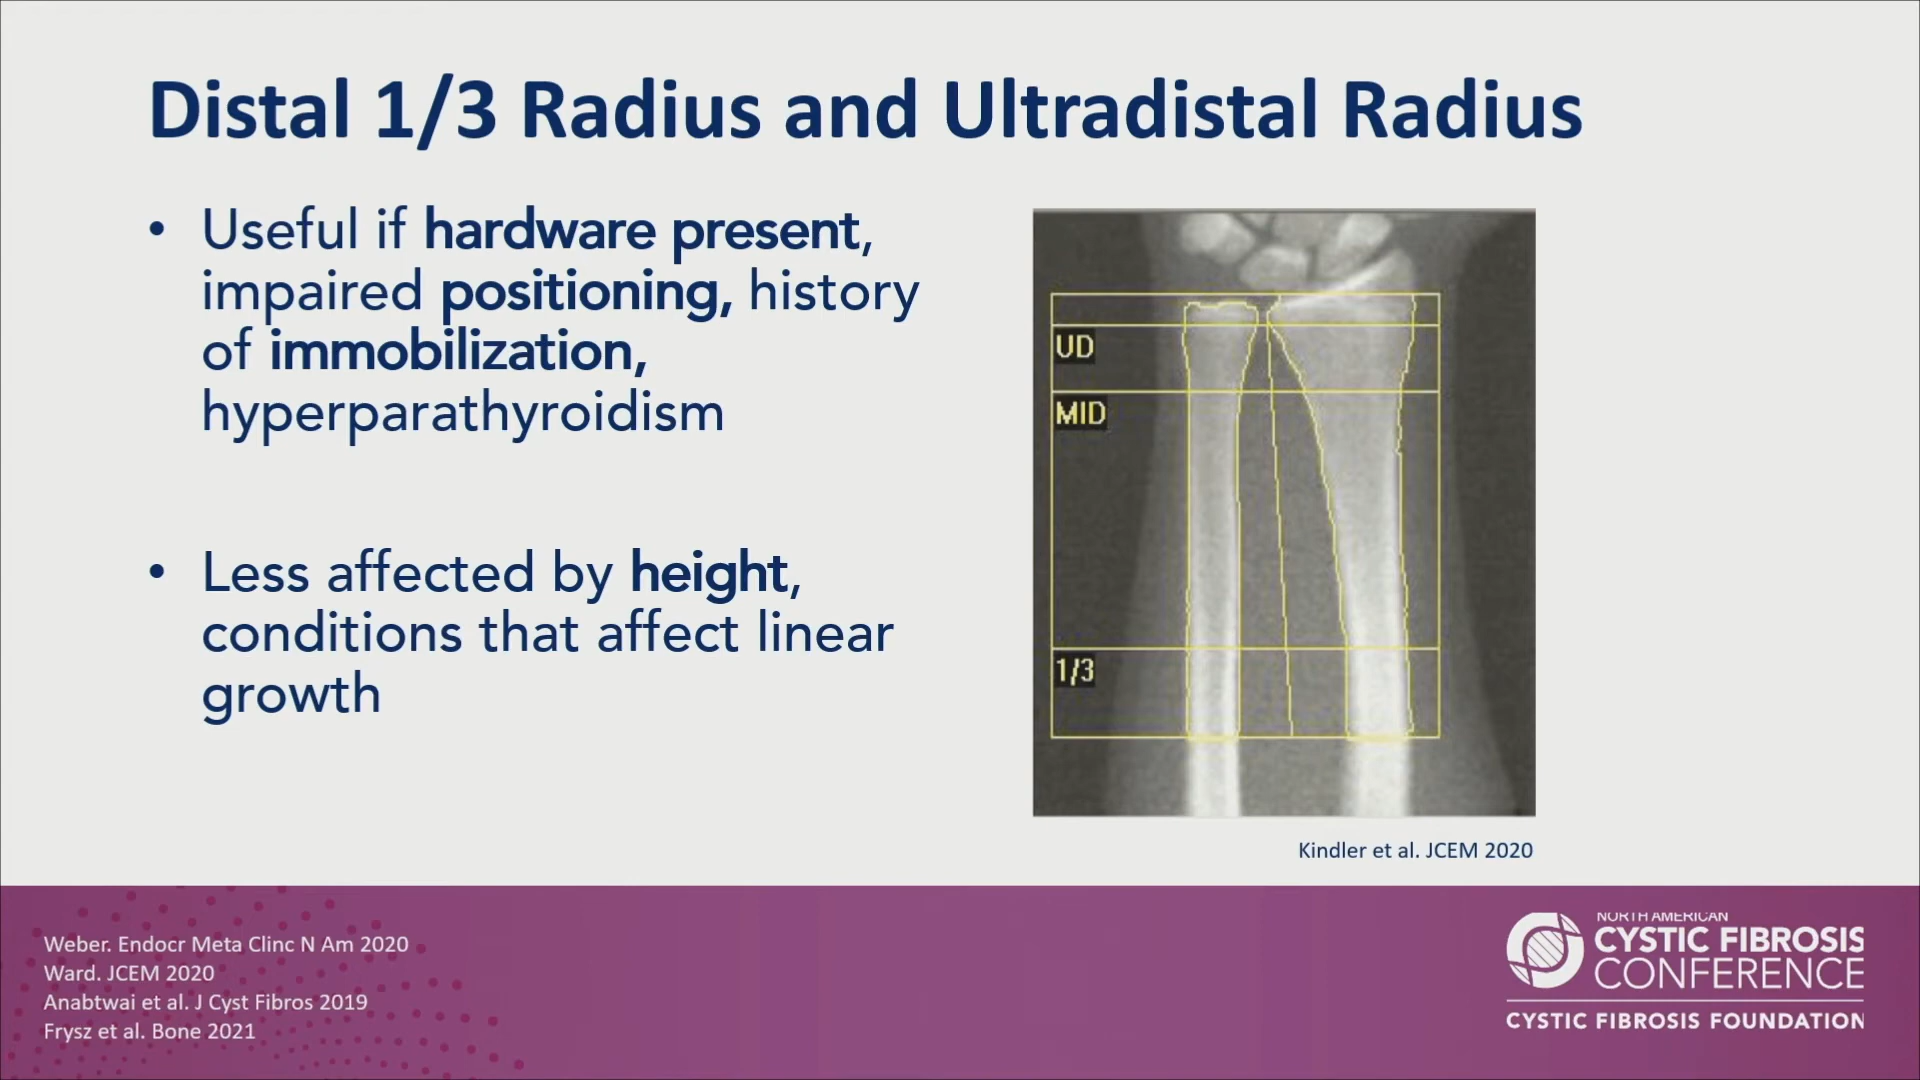 Distal 1/3 Radius and Ultradistal Radius
• Useful if hardware present,
impaired positioning, history
of immobilization,
hyperparathyroidism
• Less affected by height,
conditions that affect linear
growth
UD
MID
1/3
Kindler et al. JCEM 2020
Weber. Endocr Meta Clinc N Am 2020
Ward. JCEM 2020
Anabtwai et al. J Cyst Fibros 2019
Frysz et al. Bone 2021
NORTH AMERICAN
CYSTIC FIBROSIS
CONFERENCE
CYSTIC FIBROSIS FOUNDATION